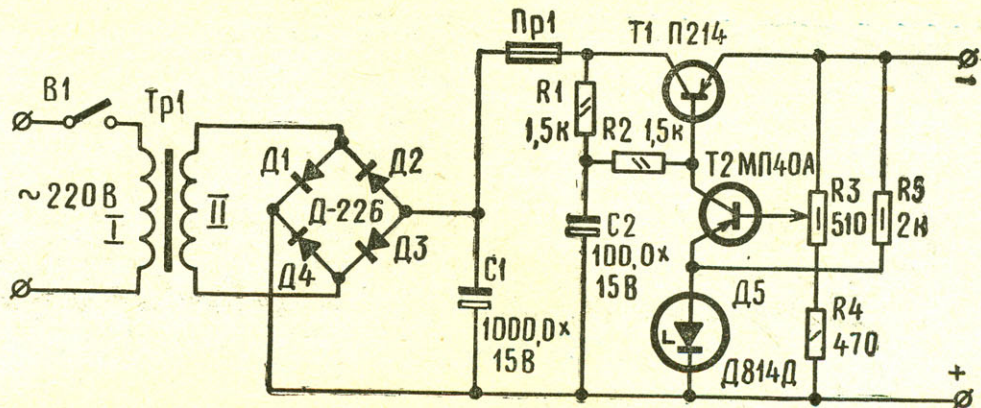 Пр1
Т1 П214
В1
Тр1
R1
1,5к
R2 1,5к
Д1
Д2
Т2 МП40А
~220В
I
II
Д-226
R3
510
R5
2к
С2
100,0×
15В
Д4
Д3
С1
1000,0×
15В
Д5
R4
470
Д814Д
+